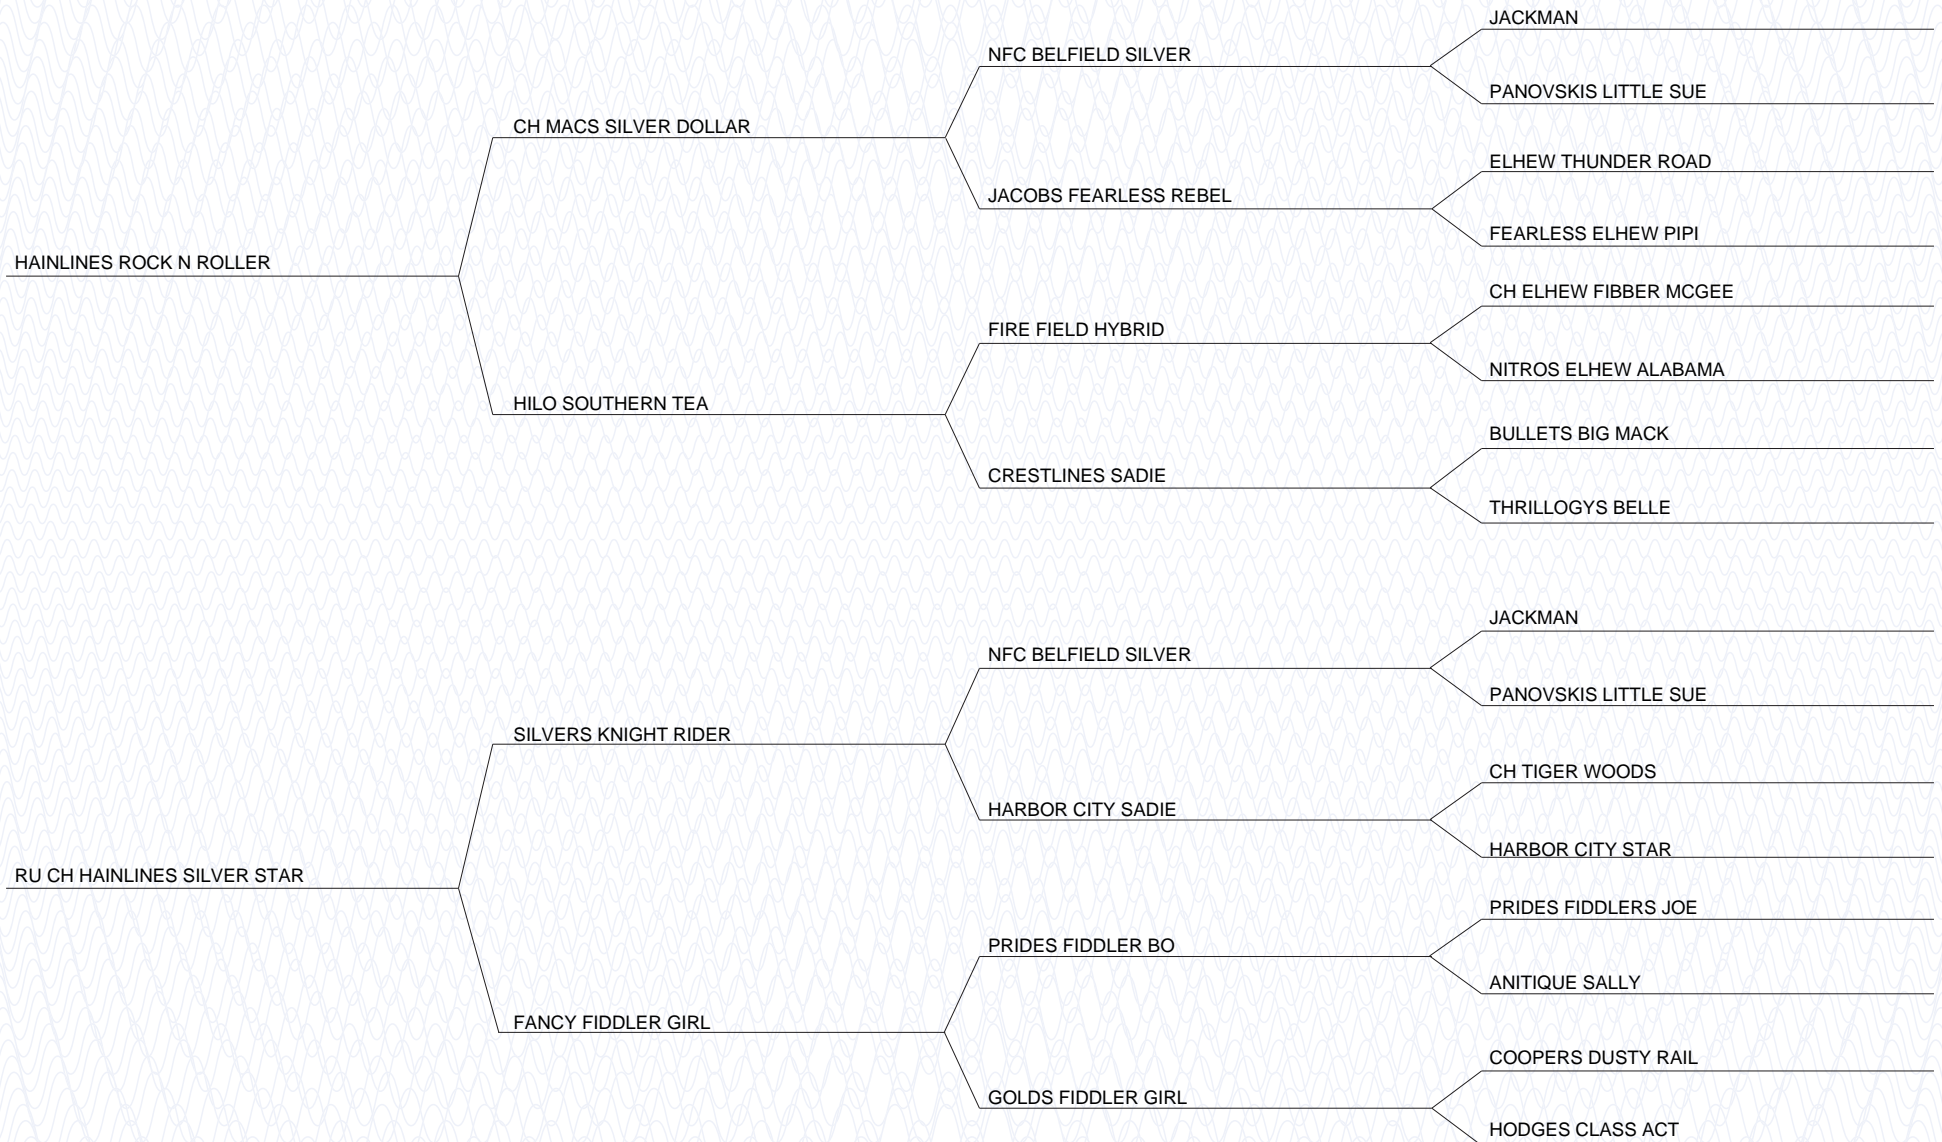 JACKMAN
NFC BELFIELD SILVER
PANOVSKIS LITTLE SUE
CH MACS SILVER DOLLAR
ELHEW THUNDER ROAD
JACOBS FEARLESS REBEL
FEARLESS ELHEW PIPI
HAINLINES ROCK N ROLLER
CH ELHEW FIBBER MCGEE
FIRE FIELD HYBRID
NITROS ELHEW ALABAMA
HILO SOUTHERN TEA
BULLETS BIG MACK
CRESTLINES SADIE
THRILLOGYS BELLE
JACKMAN
NFC BELFIELD SILVER
PANOVSKIS LITTLE SUE
SILVERS KNIGHT RIDER
CH TIGER WOODS
HARBOR CITY SADIE
HARBOR CITY STAR
RU CH HAINLINES SILVER STAR
PRIDES FIDDLERS JOE
PRIDES FIDDLER BO
ANITIQUE SALLY
FANCY FIDDLER GIRL
COOPERS DUSTY RAIL
GOLDS FIDDLER GIRL
HODGES CLASS ACT